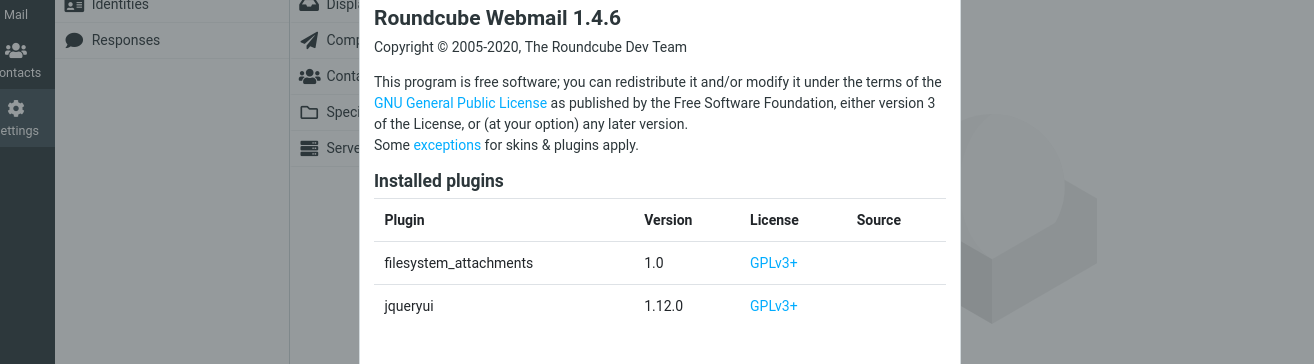 Mail
ontacts
ettings
Identities
Responses
Displ
Comp
Conta
Speci
Serve
Roundcube Webmail 1.4.6
Copyright © 2005-2020, The Roundcube Dev Team
This program is free software; you can redistribute it and/or modify it under the terms of the
GNU General Public License as published by the Free Software Foundation, either version 3
of the License, or (at your option) any later version.
Some exceptions for skins & plugins apply.
Installed plugins
Plugin Version License Source
filesystem_attachments 1.0 GPLv3+
jqueryui 1.12.0 GPLv3+